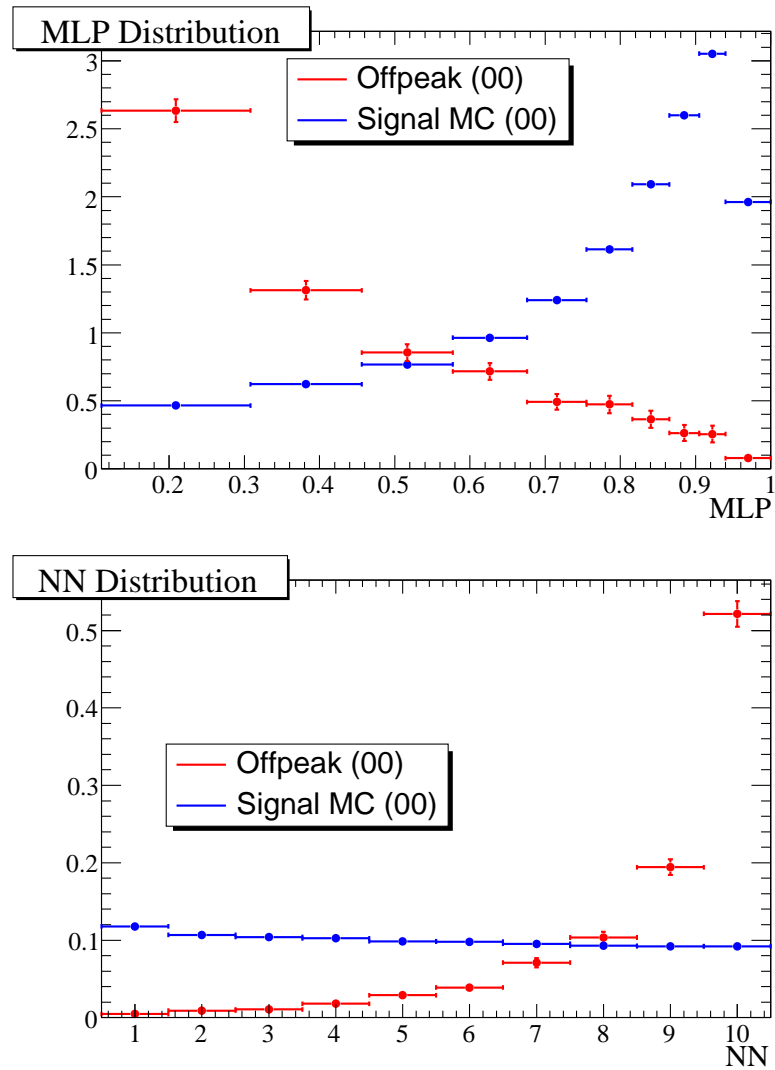 MLP Distribution
3
2.5
2
1.5
1
0.5
0
Offpeak (00)
Signal MC (00)
0.2 0.3 0.4 0.5 0.6 0.7 0.8 0.9 1
MLP
NN Distribution
0.5
0.4
0.3
0.2
0.1
0
Offpeak (00)
Signal MC (00)
1 2 3 4 5 6 7 8 9 10
NN